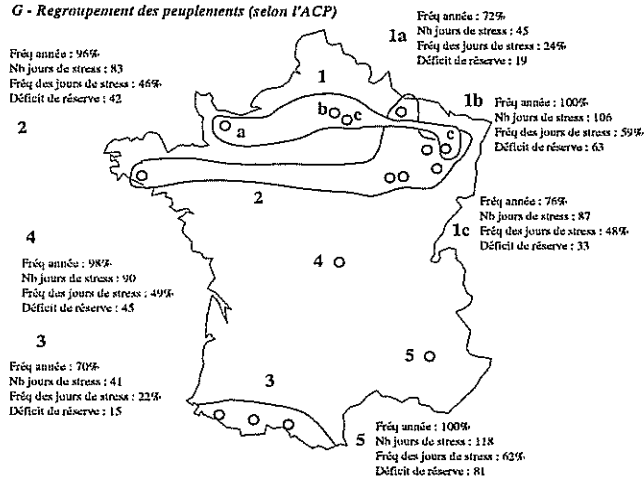 G - Regroupement des peuplements (selon l'ACP)
1a
Fréq année : 72%
Nb jours de stress : 45
Fréq des jours de stress : 24%
Déficit de réserve : 19
Fréq année : 96%
Nb jours de stress : 83
Fréq des jours de stress : 46%
Déficit de réserve : 42
2
1
b
c
a
c
1b
Fréq année : 100%
Nb jours de stress : 106
Fréq des jours de stress : 59%
Déficit de réserve : 63
2
1c
Fréq année : 76%
Nb jours de stress : 87
Fréq des jours de stress : 48%
Déficit de réserve : 33
4
Fréq année : 98%
Nb jours de stress : 90
Fréq des jours de stress : 49%
Déficit de réserve : 45
4
3
Fréq année : 70%
Nb jours de stress : 41
Fréq des jours de stress : 22%
Déficit de réserve : 15
5
3
5
Fréq année : 100%
Nb jours de stress : 118
Fréq des jours de stress : 62%
Déficit de réserve : 81